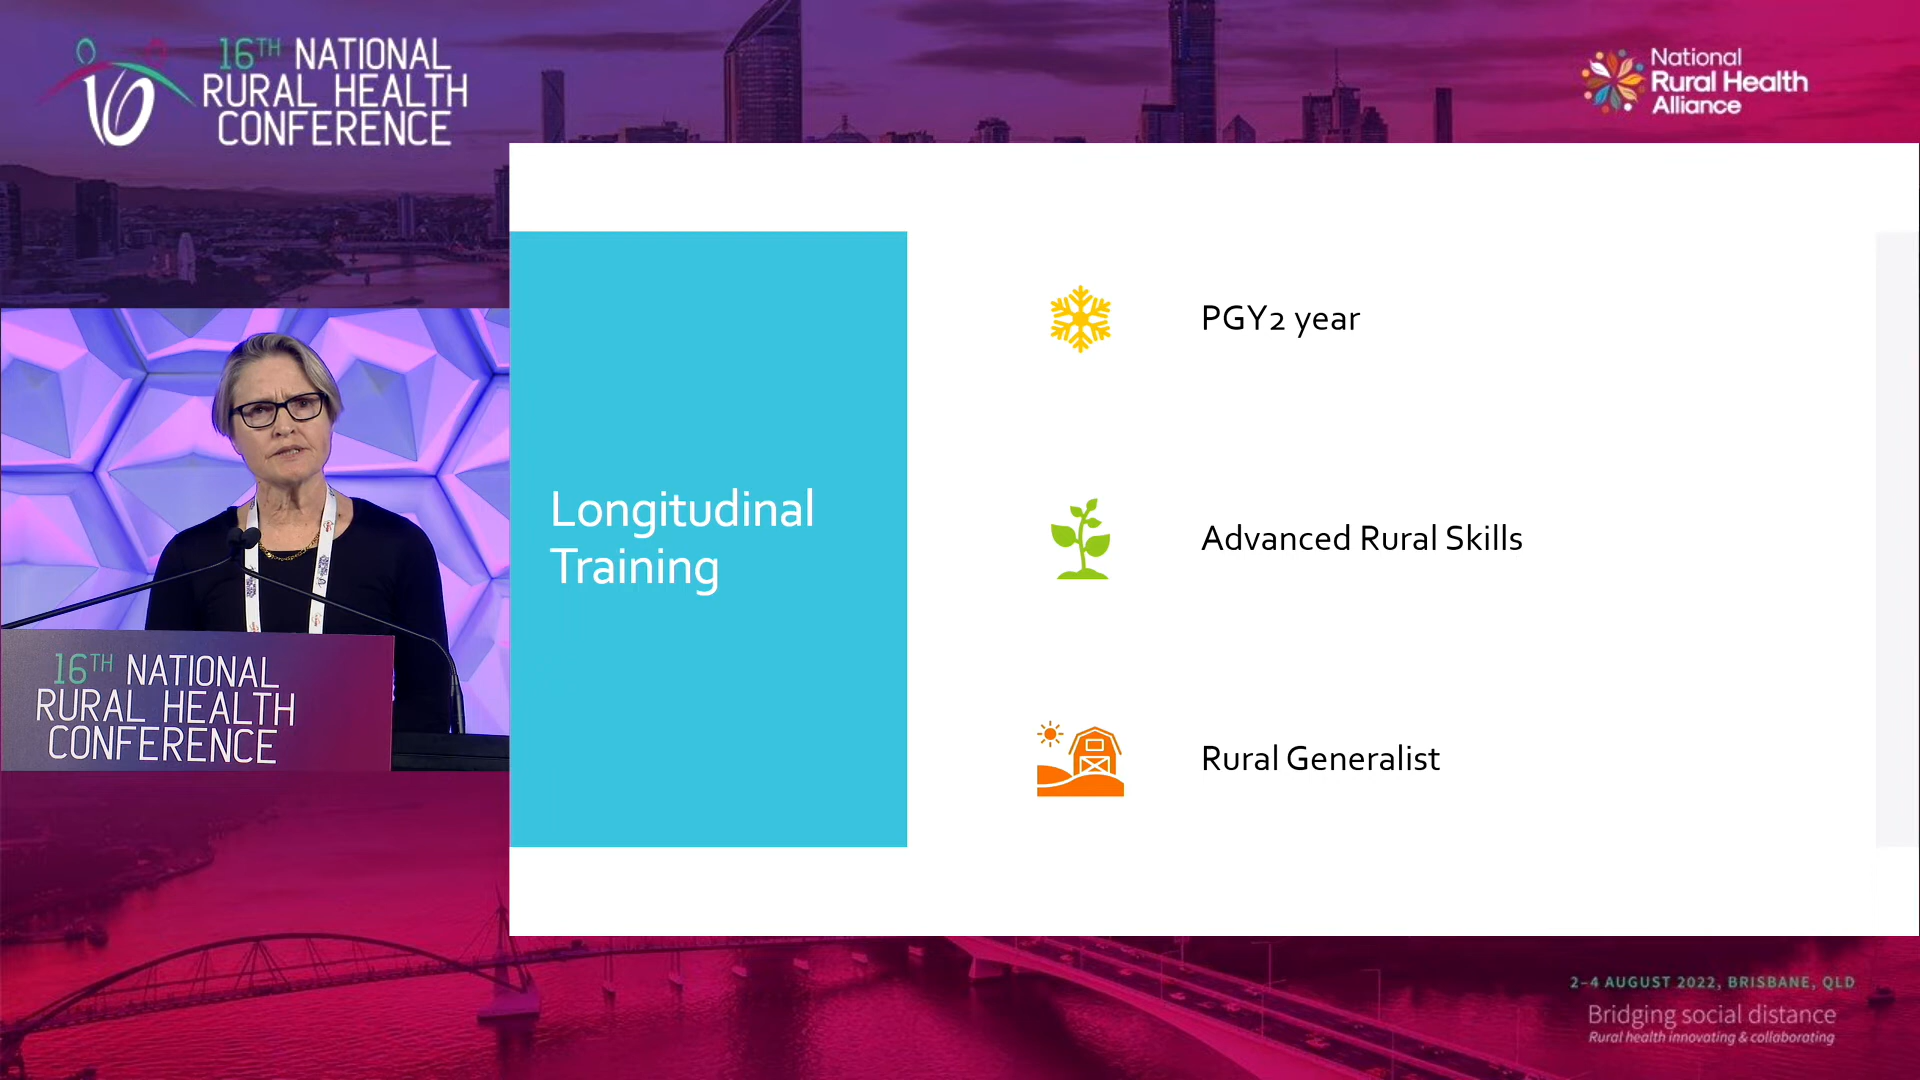 16TH NATIONAL
RURAL HEALTH
CONFERENCE
National
Rural Health
Alliance
Longitudinal
Training
PGY2 year
Advanced Rural Skills
Rural Generalist
16TH NATIONAL
RURAL HEALTH
CONFERENCE
2–4 AUGUST 2022, BRISBANE, QLD
Bridging social distance
Rural health innovating & collaborating